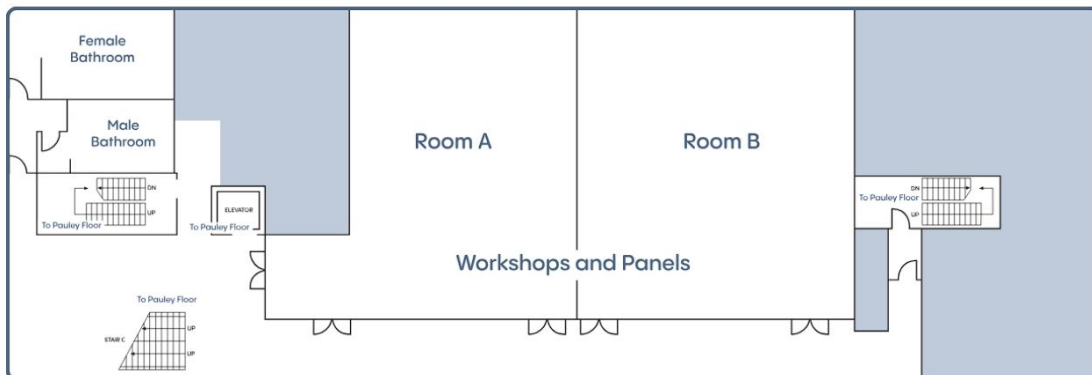 Female
Bathroom
Male
Bathroom
DN
UP
To Pauley Floor
ELEVATOR
To Pauley Floor
Room A
Room B
Workshops and Panels
DN
To Pauley Floor
UP
To Pauley Floor
STAIR C
UP
UP